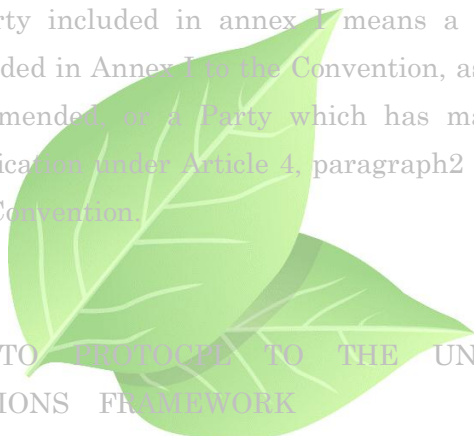 rty included in annex I means a
ded in Annex I to the Convention, as
mended, or a Party which has ma
ication under Article 4, paragraph2
Convention.
TO PROTOCPL TO THE UN
IONS FRAMEWORK